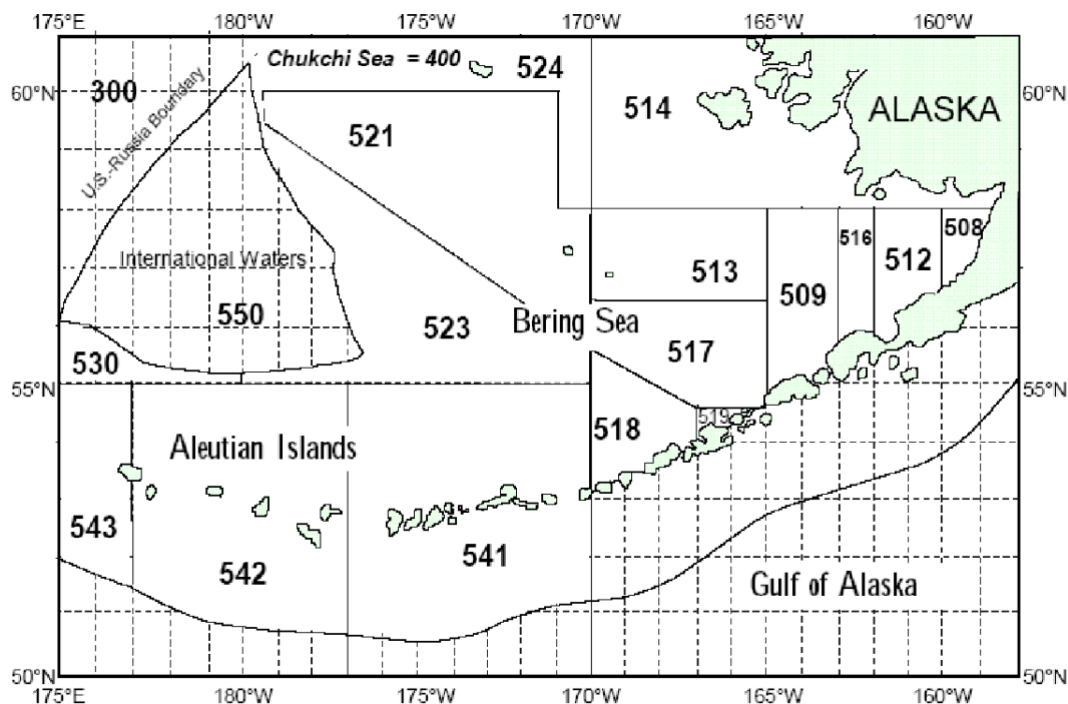 175°E 180°W 175°W 170°W 165°W 160°W
Chukchi Sea = 400
524
60°N
300
60°N
514
ALASKA
521
U.S.-Russia Boundary
508
516
International Waters
512
513
509
550
523
Bering Sea
517
530
55°N
55°N
519
518
Aleutian Islands
543
541
542
Gulf of Alaska
50°N
50°N
175°E 180°W 175°W 170°W 165°W 160°W